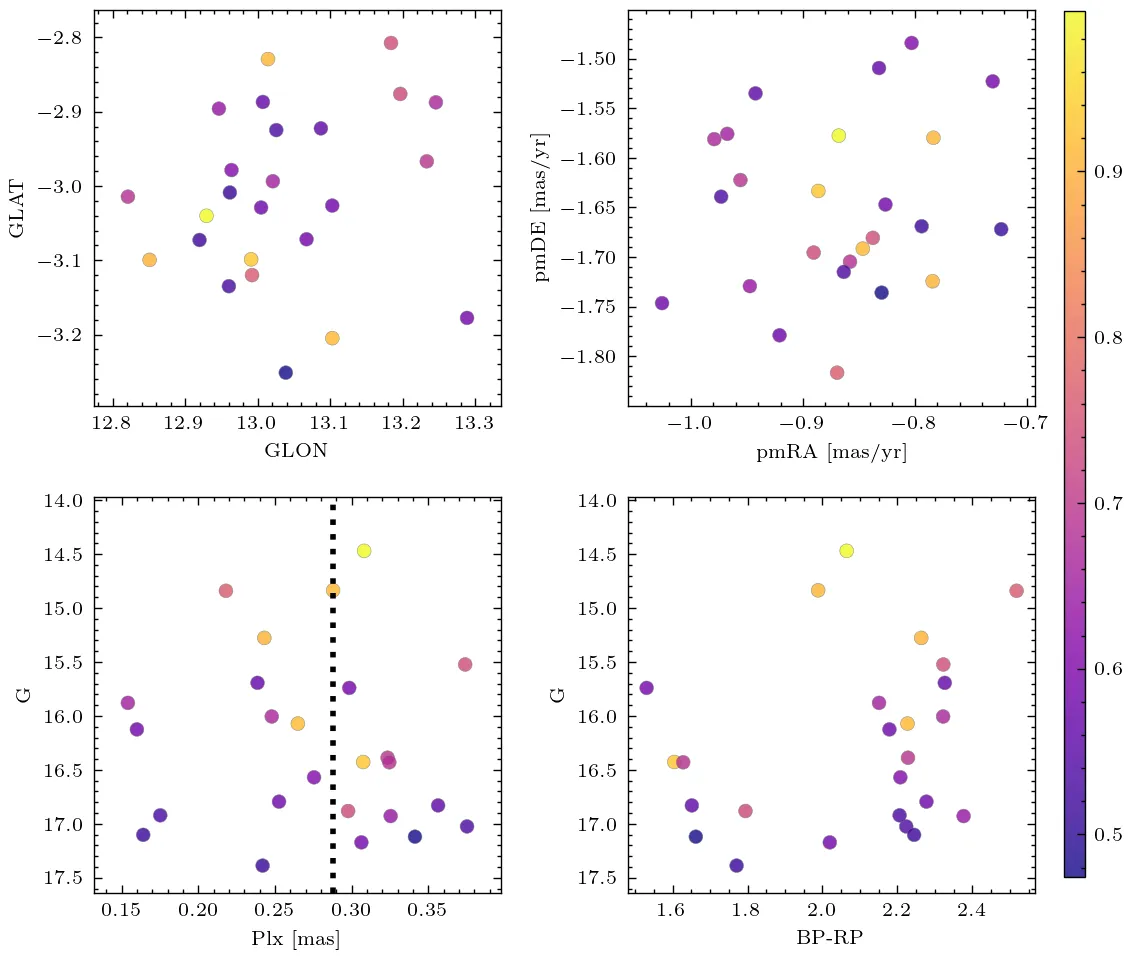 −2.8
−2.9
−3.0
−3.1
−3.2
GLAT
12.8 12.9 13.0 13.1 13.2 13.3
GLON
−1.50
−1.55
−1.60
−1.65
−1.70
−1.75
−1.80
pmDE [mas/yr]
−1.0 −0.9 −0.8 −0.7
pmRA [mas/yr]
14.0
14.5
15.0
15.5
16.0
16.5
17.0
17.5
G
0.15 0.20 0.25 0.30 0.35
Plx [mas]
14.0
14.5
15.0
15.5
16.0
16.5
17.0
17.5
G
1.6 1.8 2.0 2.2 2.4
BP-RP
0.9
0.8
0.7
0.6
0.5